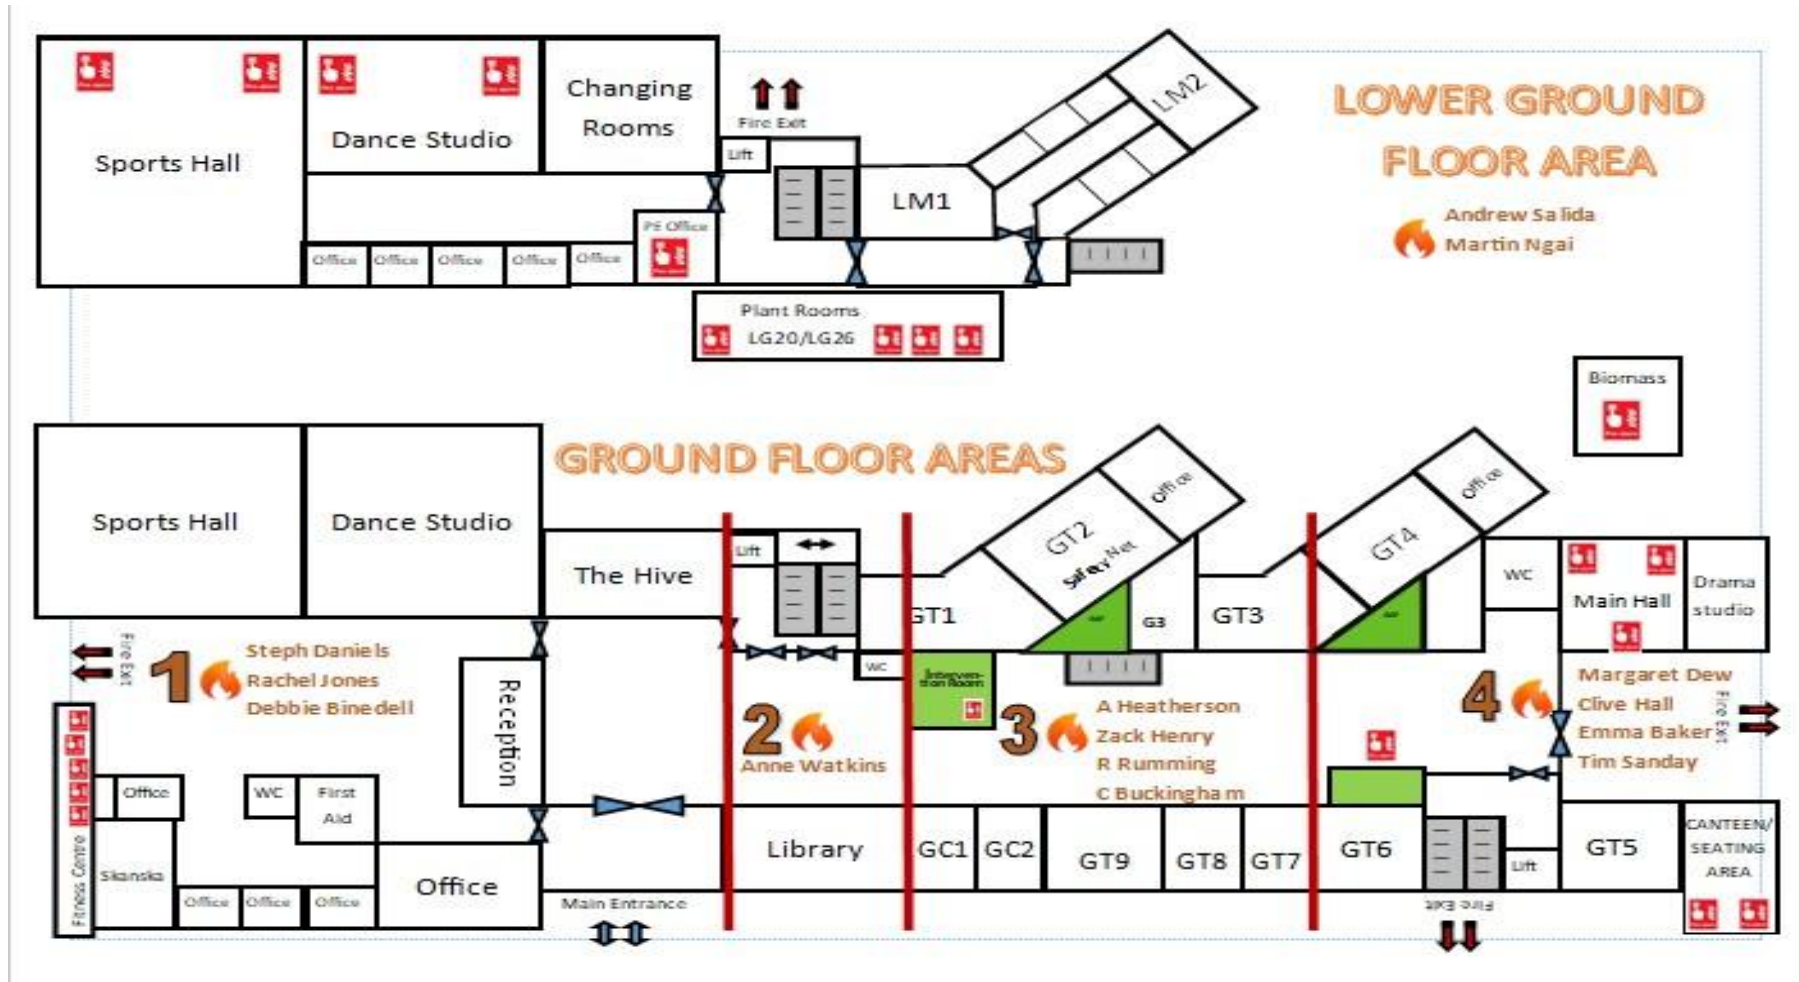 LOWER GROUND
FLOOR AREA
Andrew Salida
Martin Ngai
Sports Hall
Dance Studio
Changing
Rooms
Fire Exit
Lift
LM1
LM2
PE Office
Office
Office
Office
Office
Office
Plant Rooms
LG20/LG26
Biomass
GROUND FLOOR AREAS
Sports Hall
Dance Studio
The Hive
Lift
GT1
GT2
Safety Net
Office
G3
GT3
GT4
Office
WC
Main Hall
Drama
studio
Fire Exit
1
Steph Daniels
Rachel Jones
Debbie Binedell
Reception
WC
Interven-
tion Room
2
Anne Watkins
3
A Heatherson
Zack Henry
R Rumming
C Buckingham
4
Margaret Dew
Clive Hall
Emma Baker
Tim Sanday
Fire Exit
Fitness Centre
Office
WC
First
Aid
Skanska
Office
Office
Office
Office
Main Entrance
Library
GC1
GC2
GT9
GT8
GT7
GT6
Lift
GT5
CANTEEN/
SEATING
AREA
Fire Exit